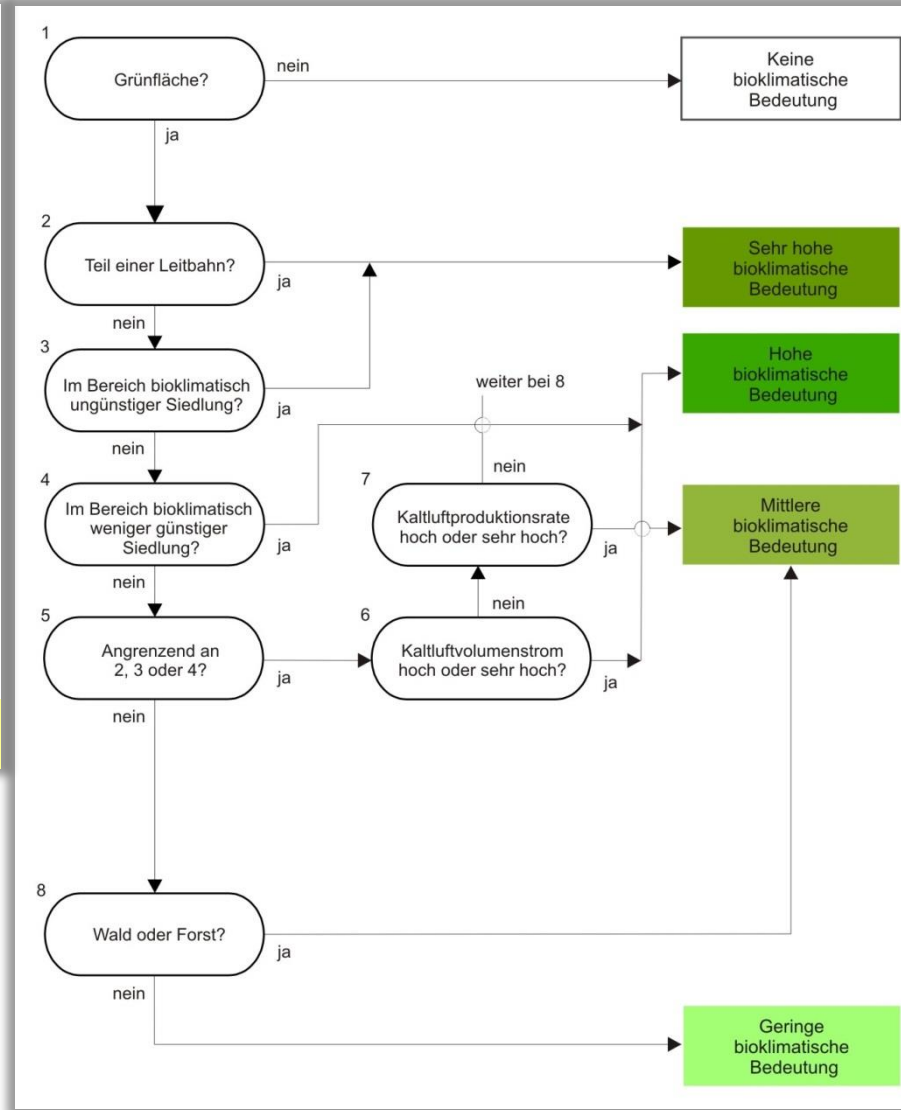 1
Grünfläche?
nein
ja
Keine
bioklimatische
Bedeutung
2
Teil einer Leitbahn?
ja
nein
Sehr hohe
bioklimatische
Bedeutung
3
Im Bereich bioklimatisch
ungünstiger Siedlung?
ja
nein
Hohe
bioklimatische
Bedeutung
weiter bei 8
4
Im Bereich bioklimatisch
weniger günstiger
Siedlung?
ja
nein
nein
7
Kaltluftproduktionsrate
hoch oder sehr hoch?
ja
Mittlere
bioklimatische
Bedeutung
5
Angrenzend an
2, 3 oder 4?
ja
nein
nein
6
Kaltluftvolumenstrom
hoch oder sehr hoch?
ja
8
Wald oder Forst?
ja
nein
Geringe
bioklimatische
Bedeutung